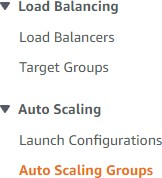 Load Balancing
Load Balancers
Target Groups
Auto Scaling
Launch Configurations
Auto Scaling Groups